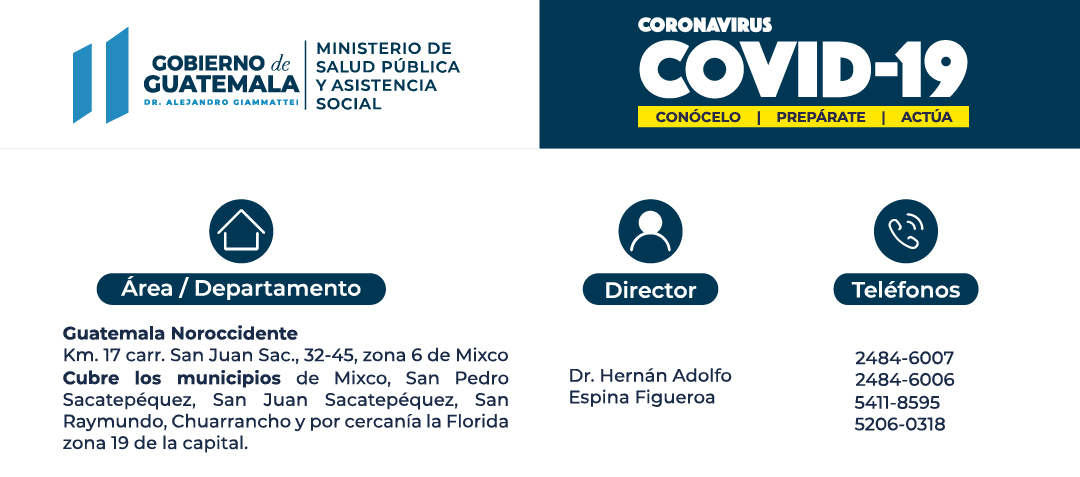 GOBIERNO de
GUATEMALA
DR. ALEJANDRO GIAMMATTEI
MINISTERIO DE
SALUD PÚBLICA
Y ASISTENCIA
SOCIAL
CORONAVIRUS
COVID-19
CONÓCELO | PREPÁRATE | ACTÚA
Área / Departamento
Guatemala Noroccidente
Km. 17 carr. San Juan Sac., 32-45, zona 6 de Mixco
Cubre los municipios de Mixco, San Pedro
Sacatepéquez, San Juan Sacatepéquez, San
Raymundo, Chuarrancho y por cercanía la Florida
zona 19 de la capital.
Director
Dr. Hernán Adolfo
Espina Figueroa
Teléfonos
2484-6007
2484-6006
5411-8595
5206-0318